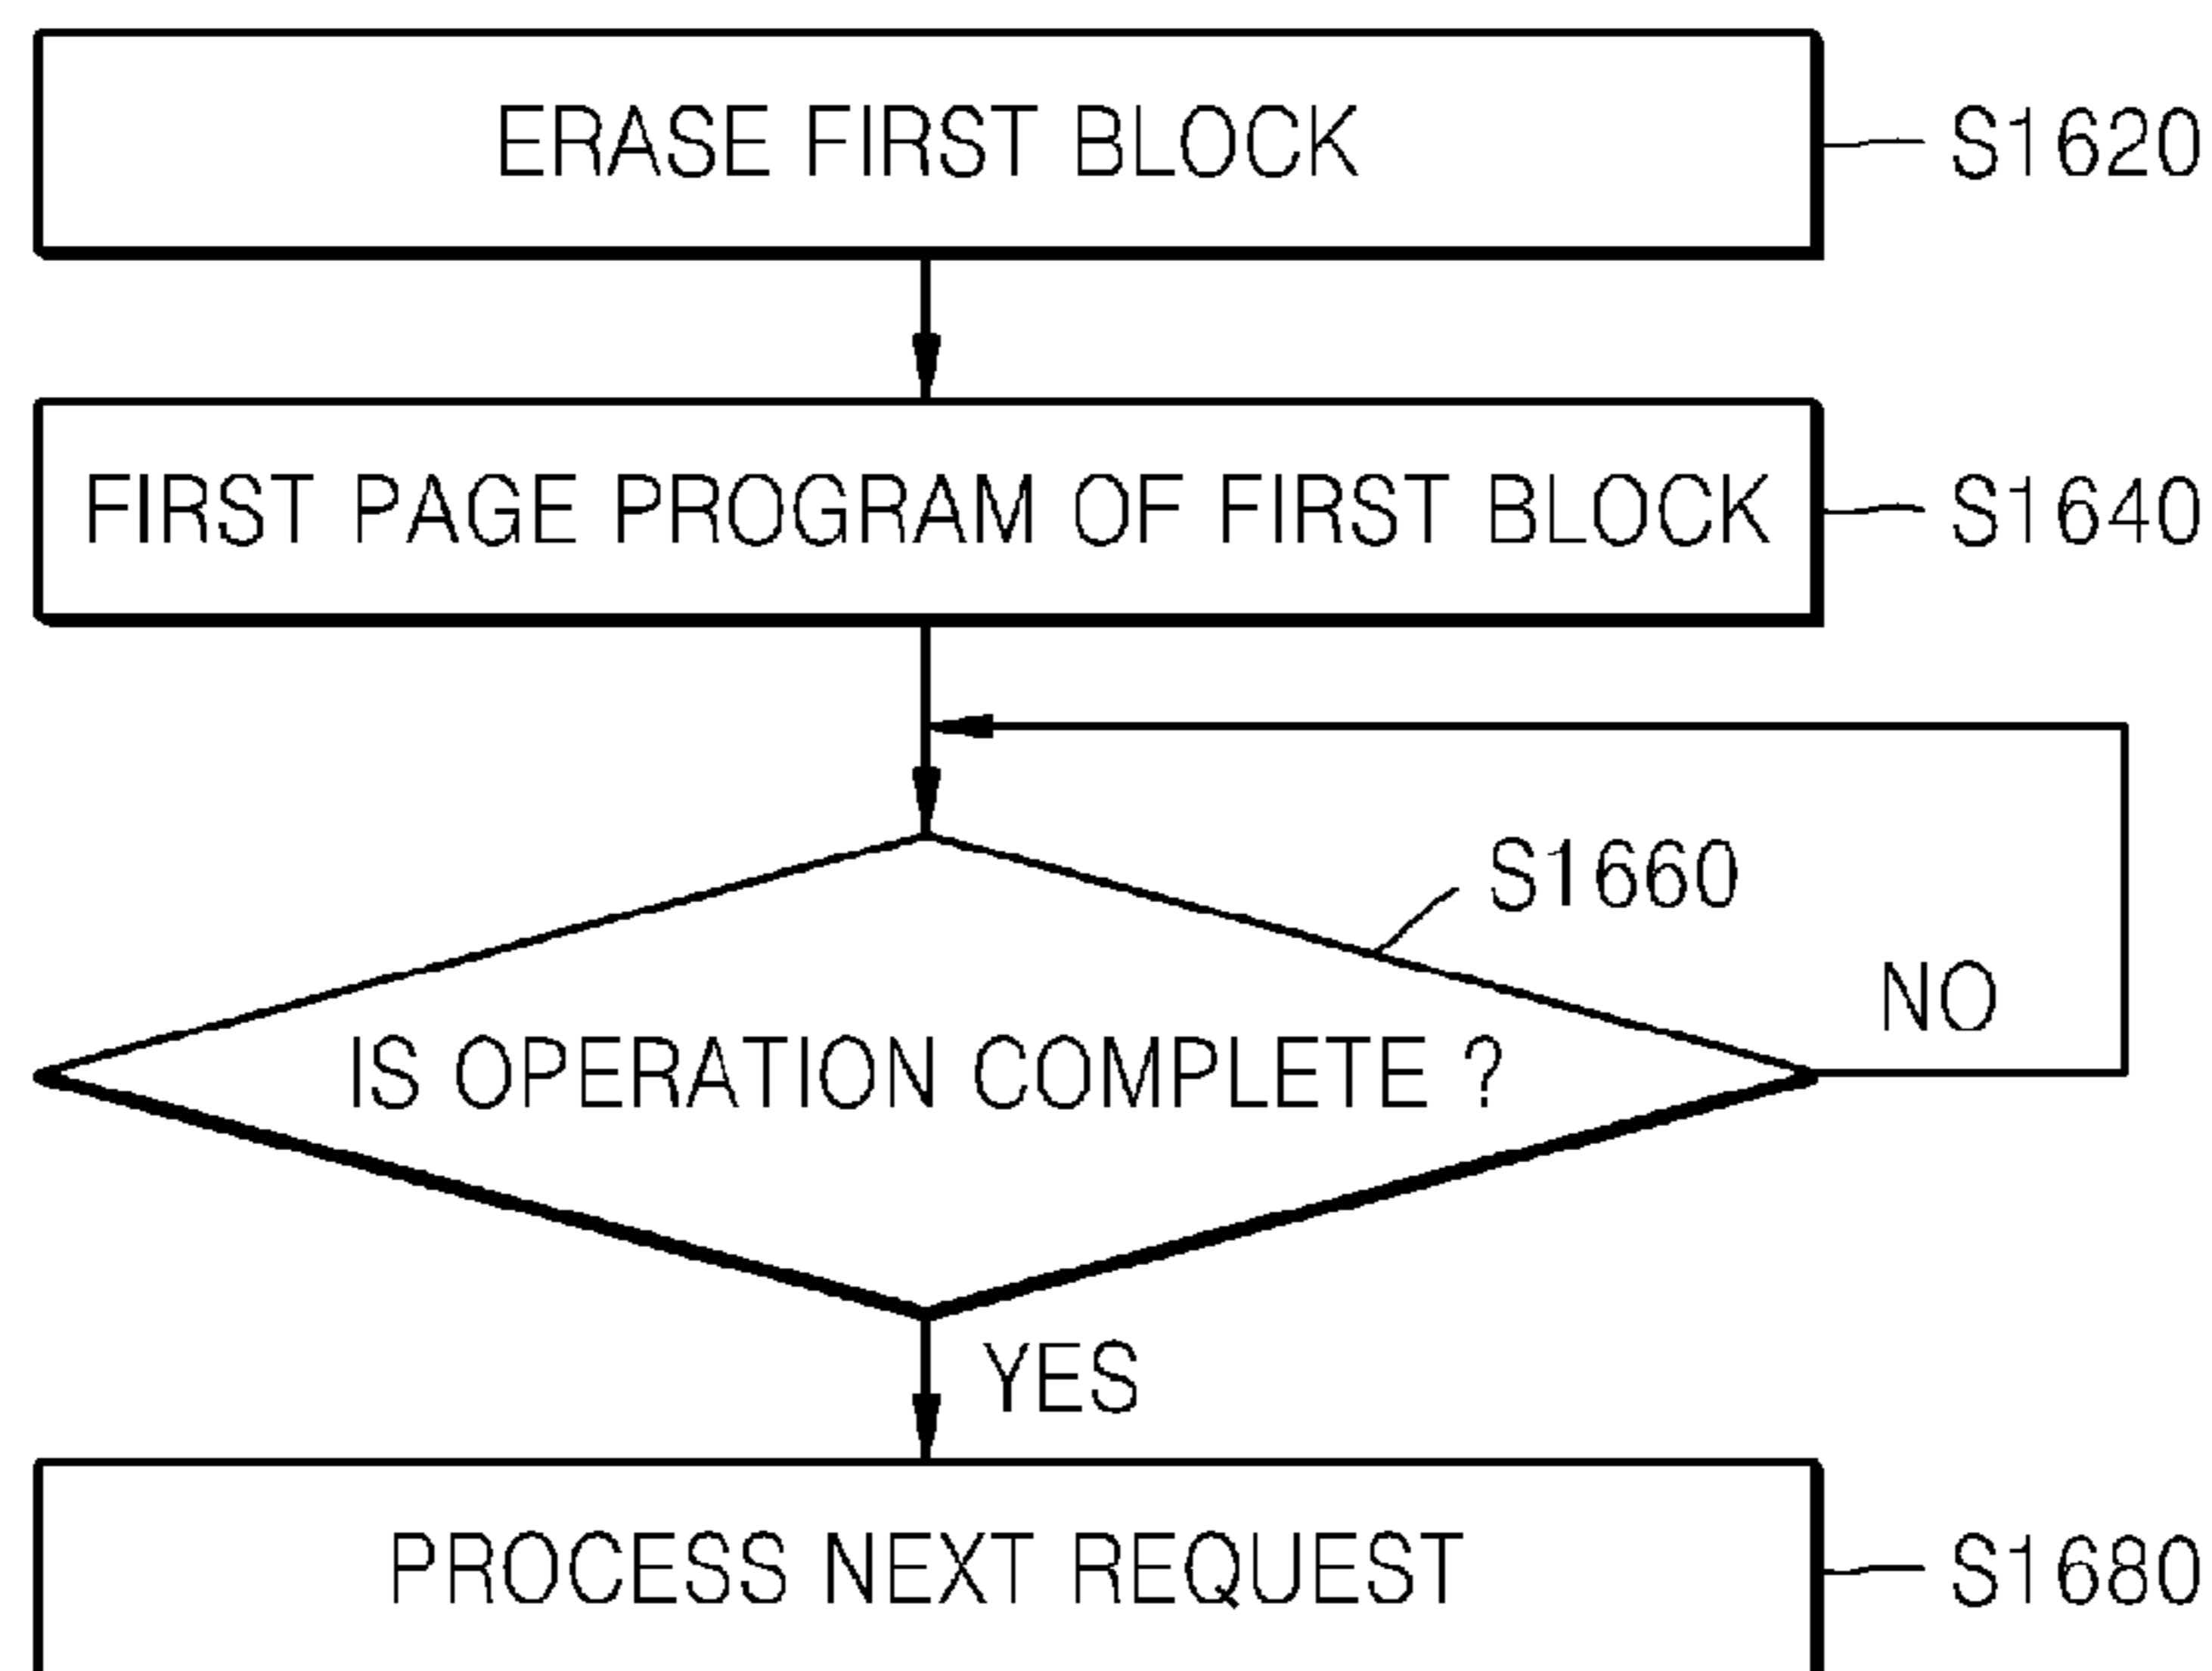 ERASE FIRST BLOCK
S1620
FIRST PAGE PROGRAM OF FIRST BLOCK
S1640
S1660
NO
IS OPERATION COMPLETE ?
YES
PROCESS NEXT REQUEST
S1680